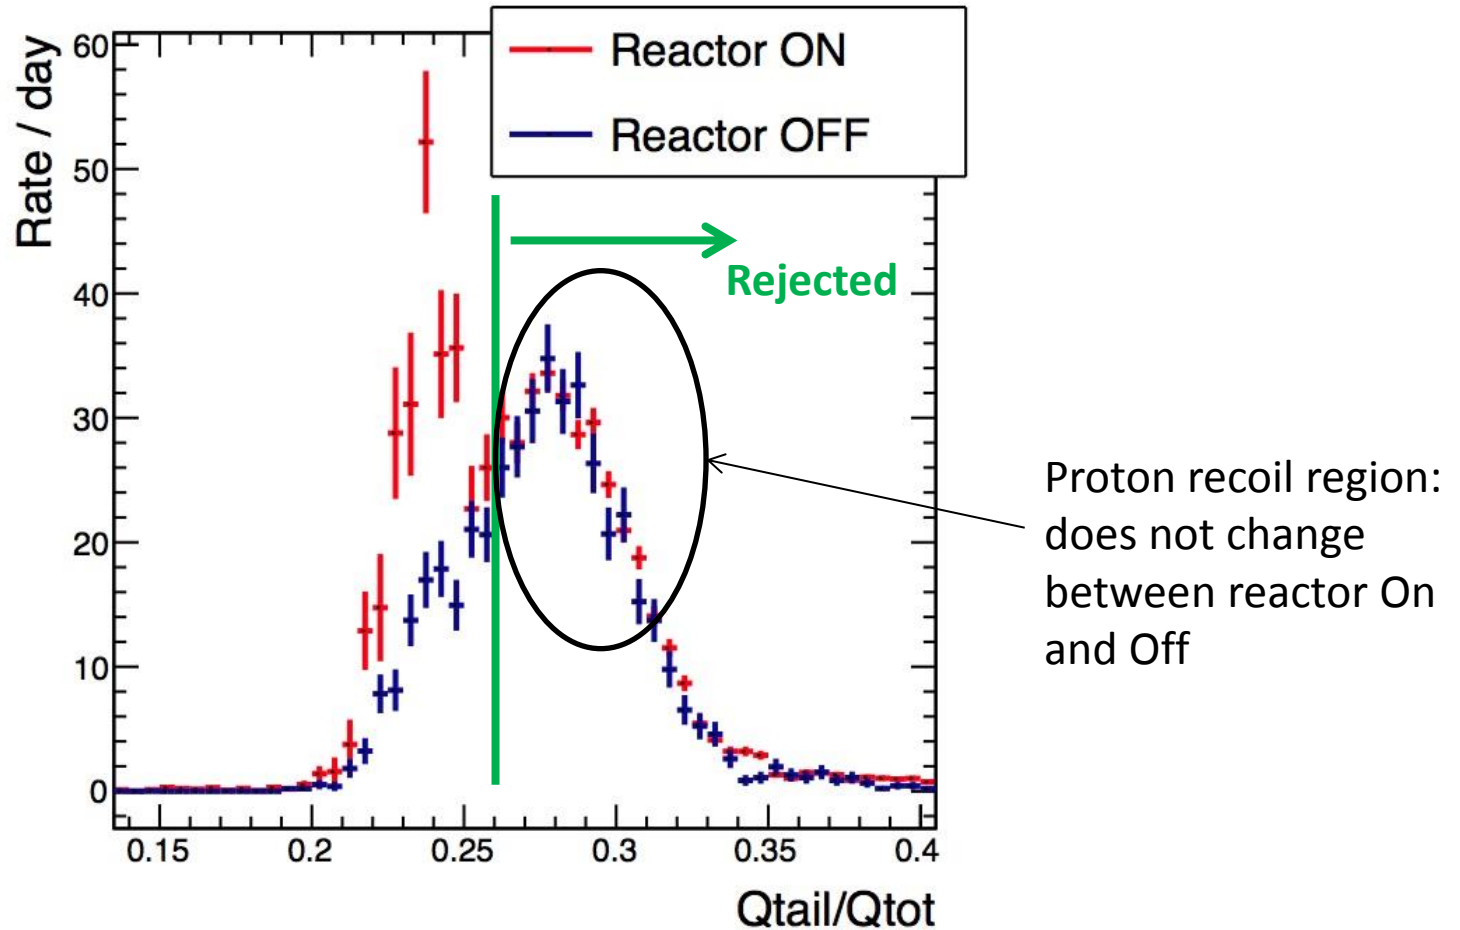 Reactor ON
Reactor OFF
Rate / day
60
50
40
30
20
10
0
Rejected
Proton recoil region:
does not change
between reactor On
and Off
0.15 0.2 0.25 0.3 0.35 0.4
Qtail/Qtot